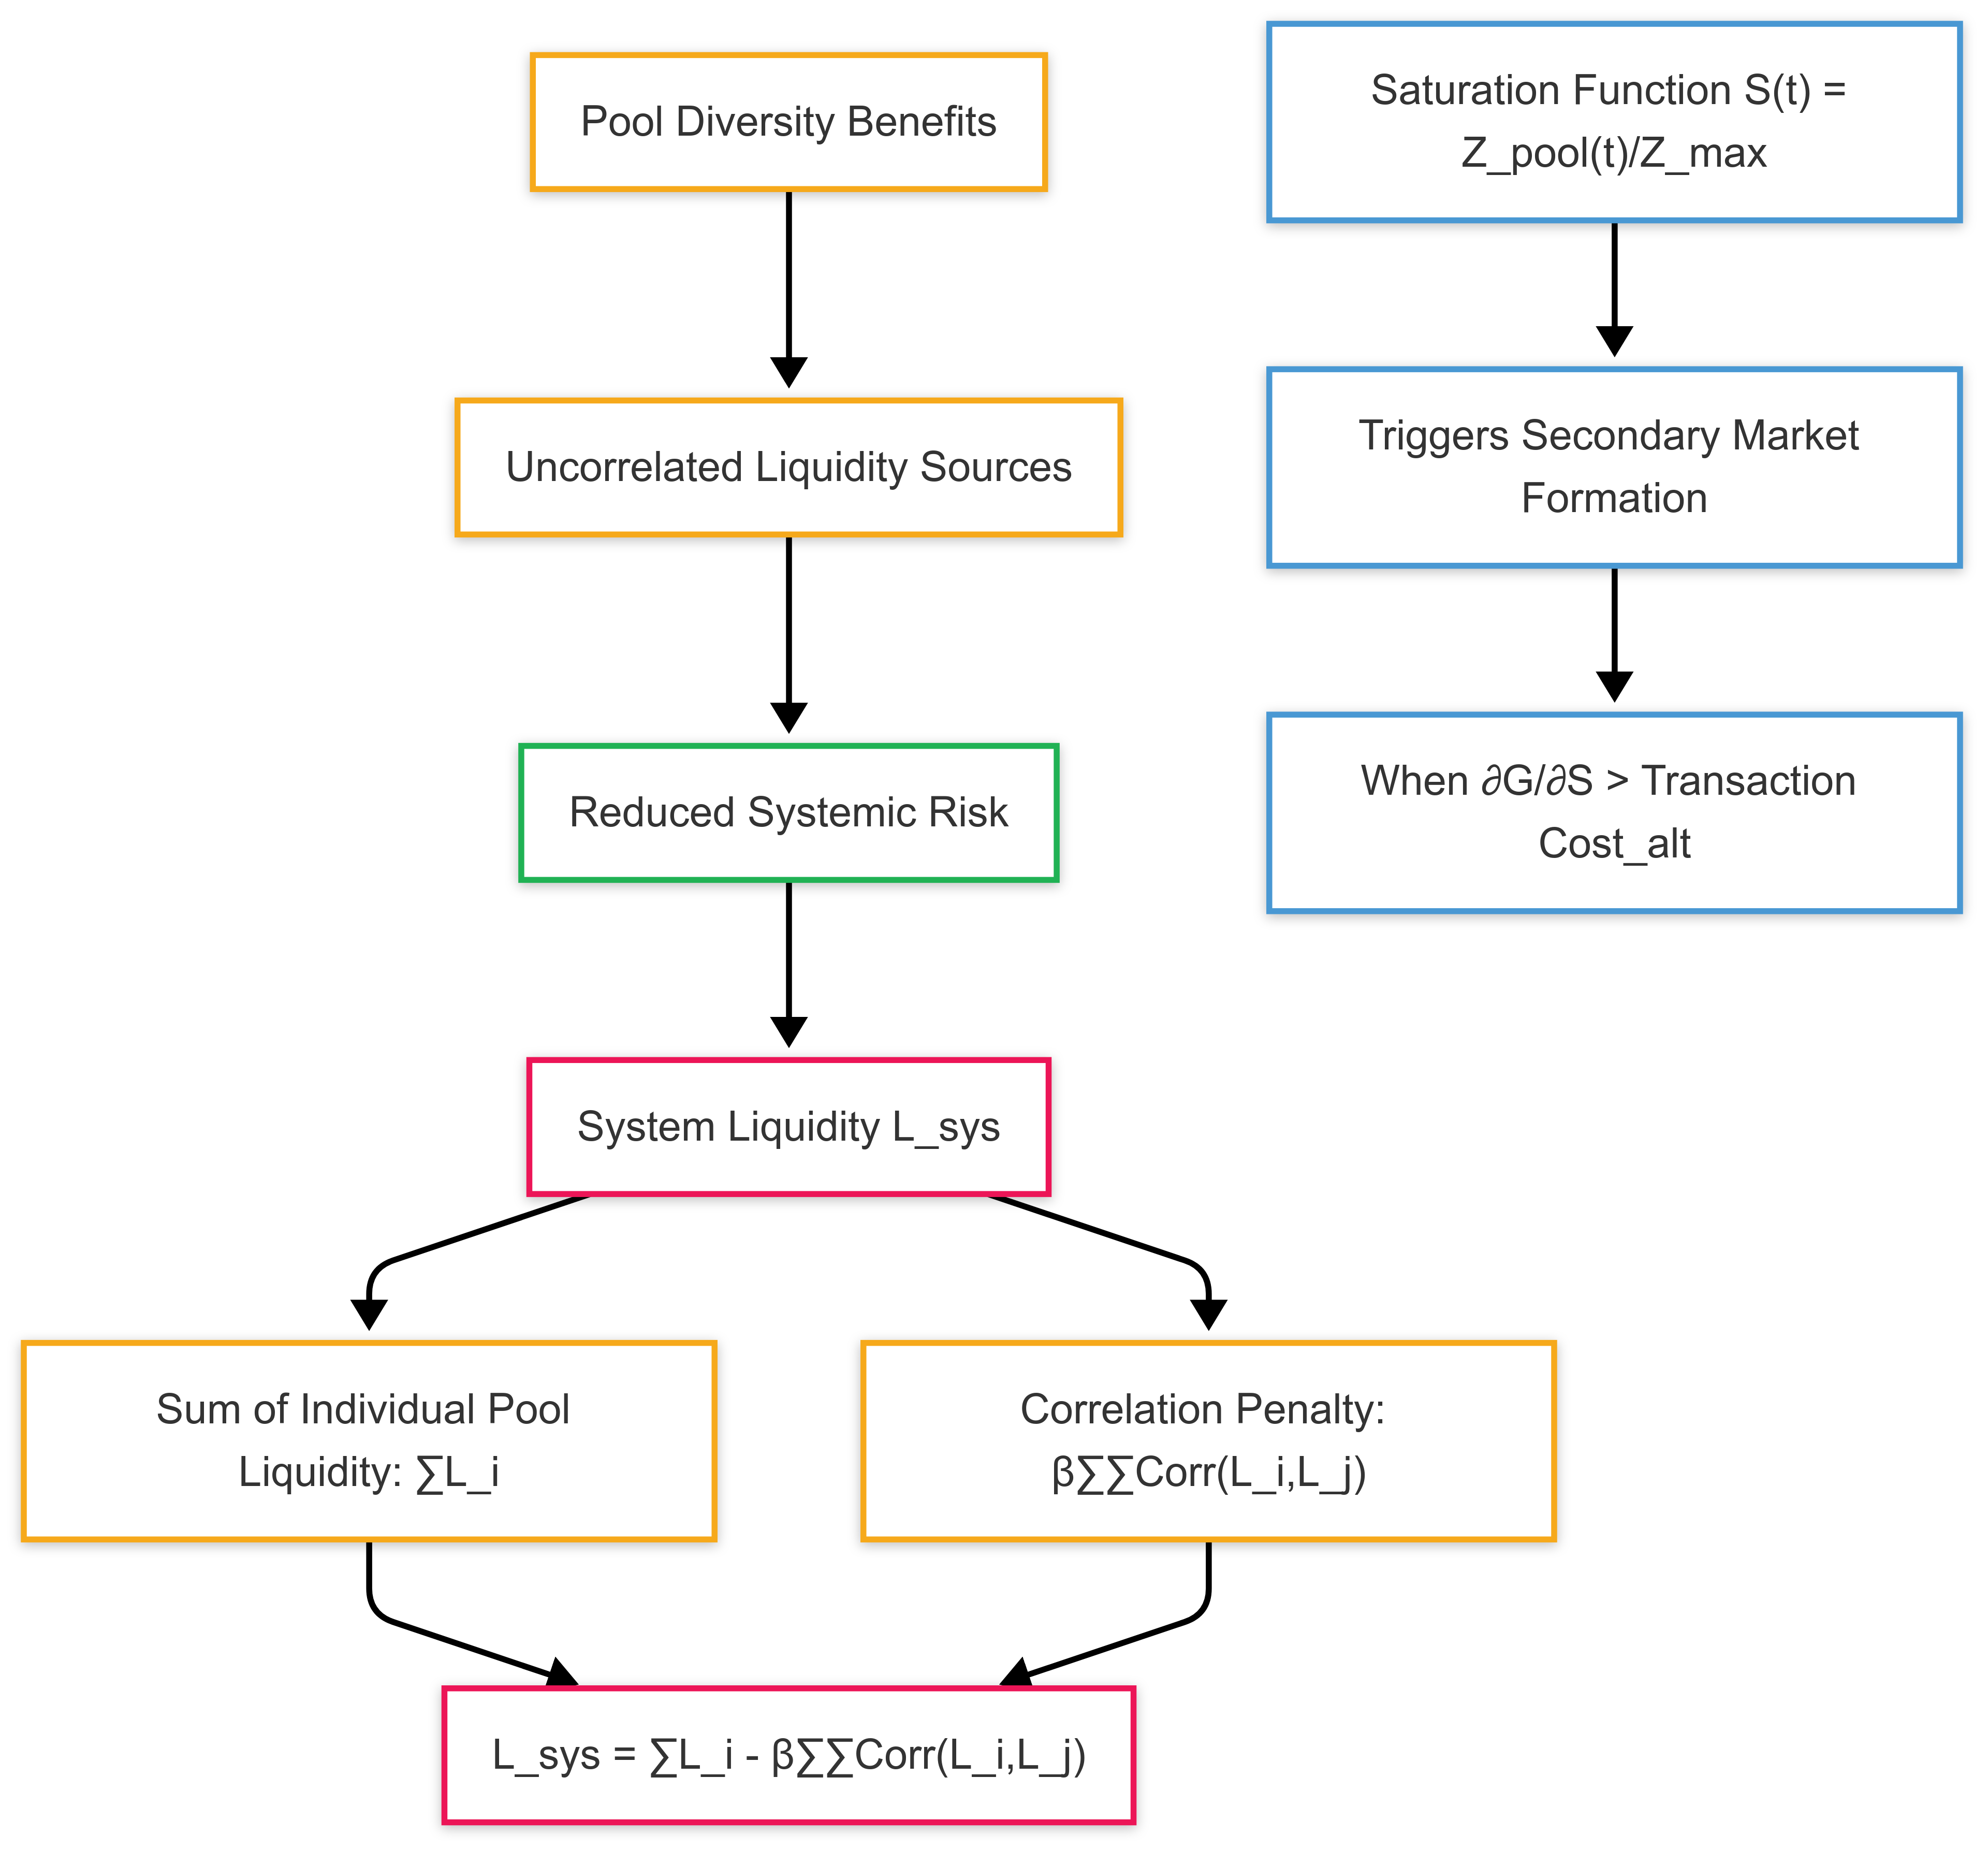 Pool Diversity Benefits
Uncorrelated Liquidity Sources
Reduced Systemic Risk
System Liquidity L_sys
Sum of Individual Pool
Liquidity: ∑L_i
Correlation Penalty:
β∑∑Corr(L_i,L_j)
L_sys = ∑L_i - β∑∑Corr(L_i,L_j)
Saturation Function S(t) =
Z_pool(t)/Z_max
Triggers Secondary Market
Formation
When ∂G/∂S > Transaction
Cost_alt